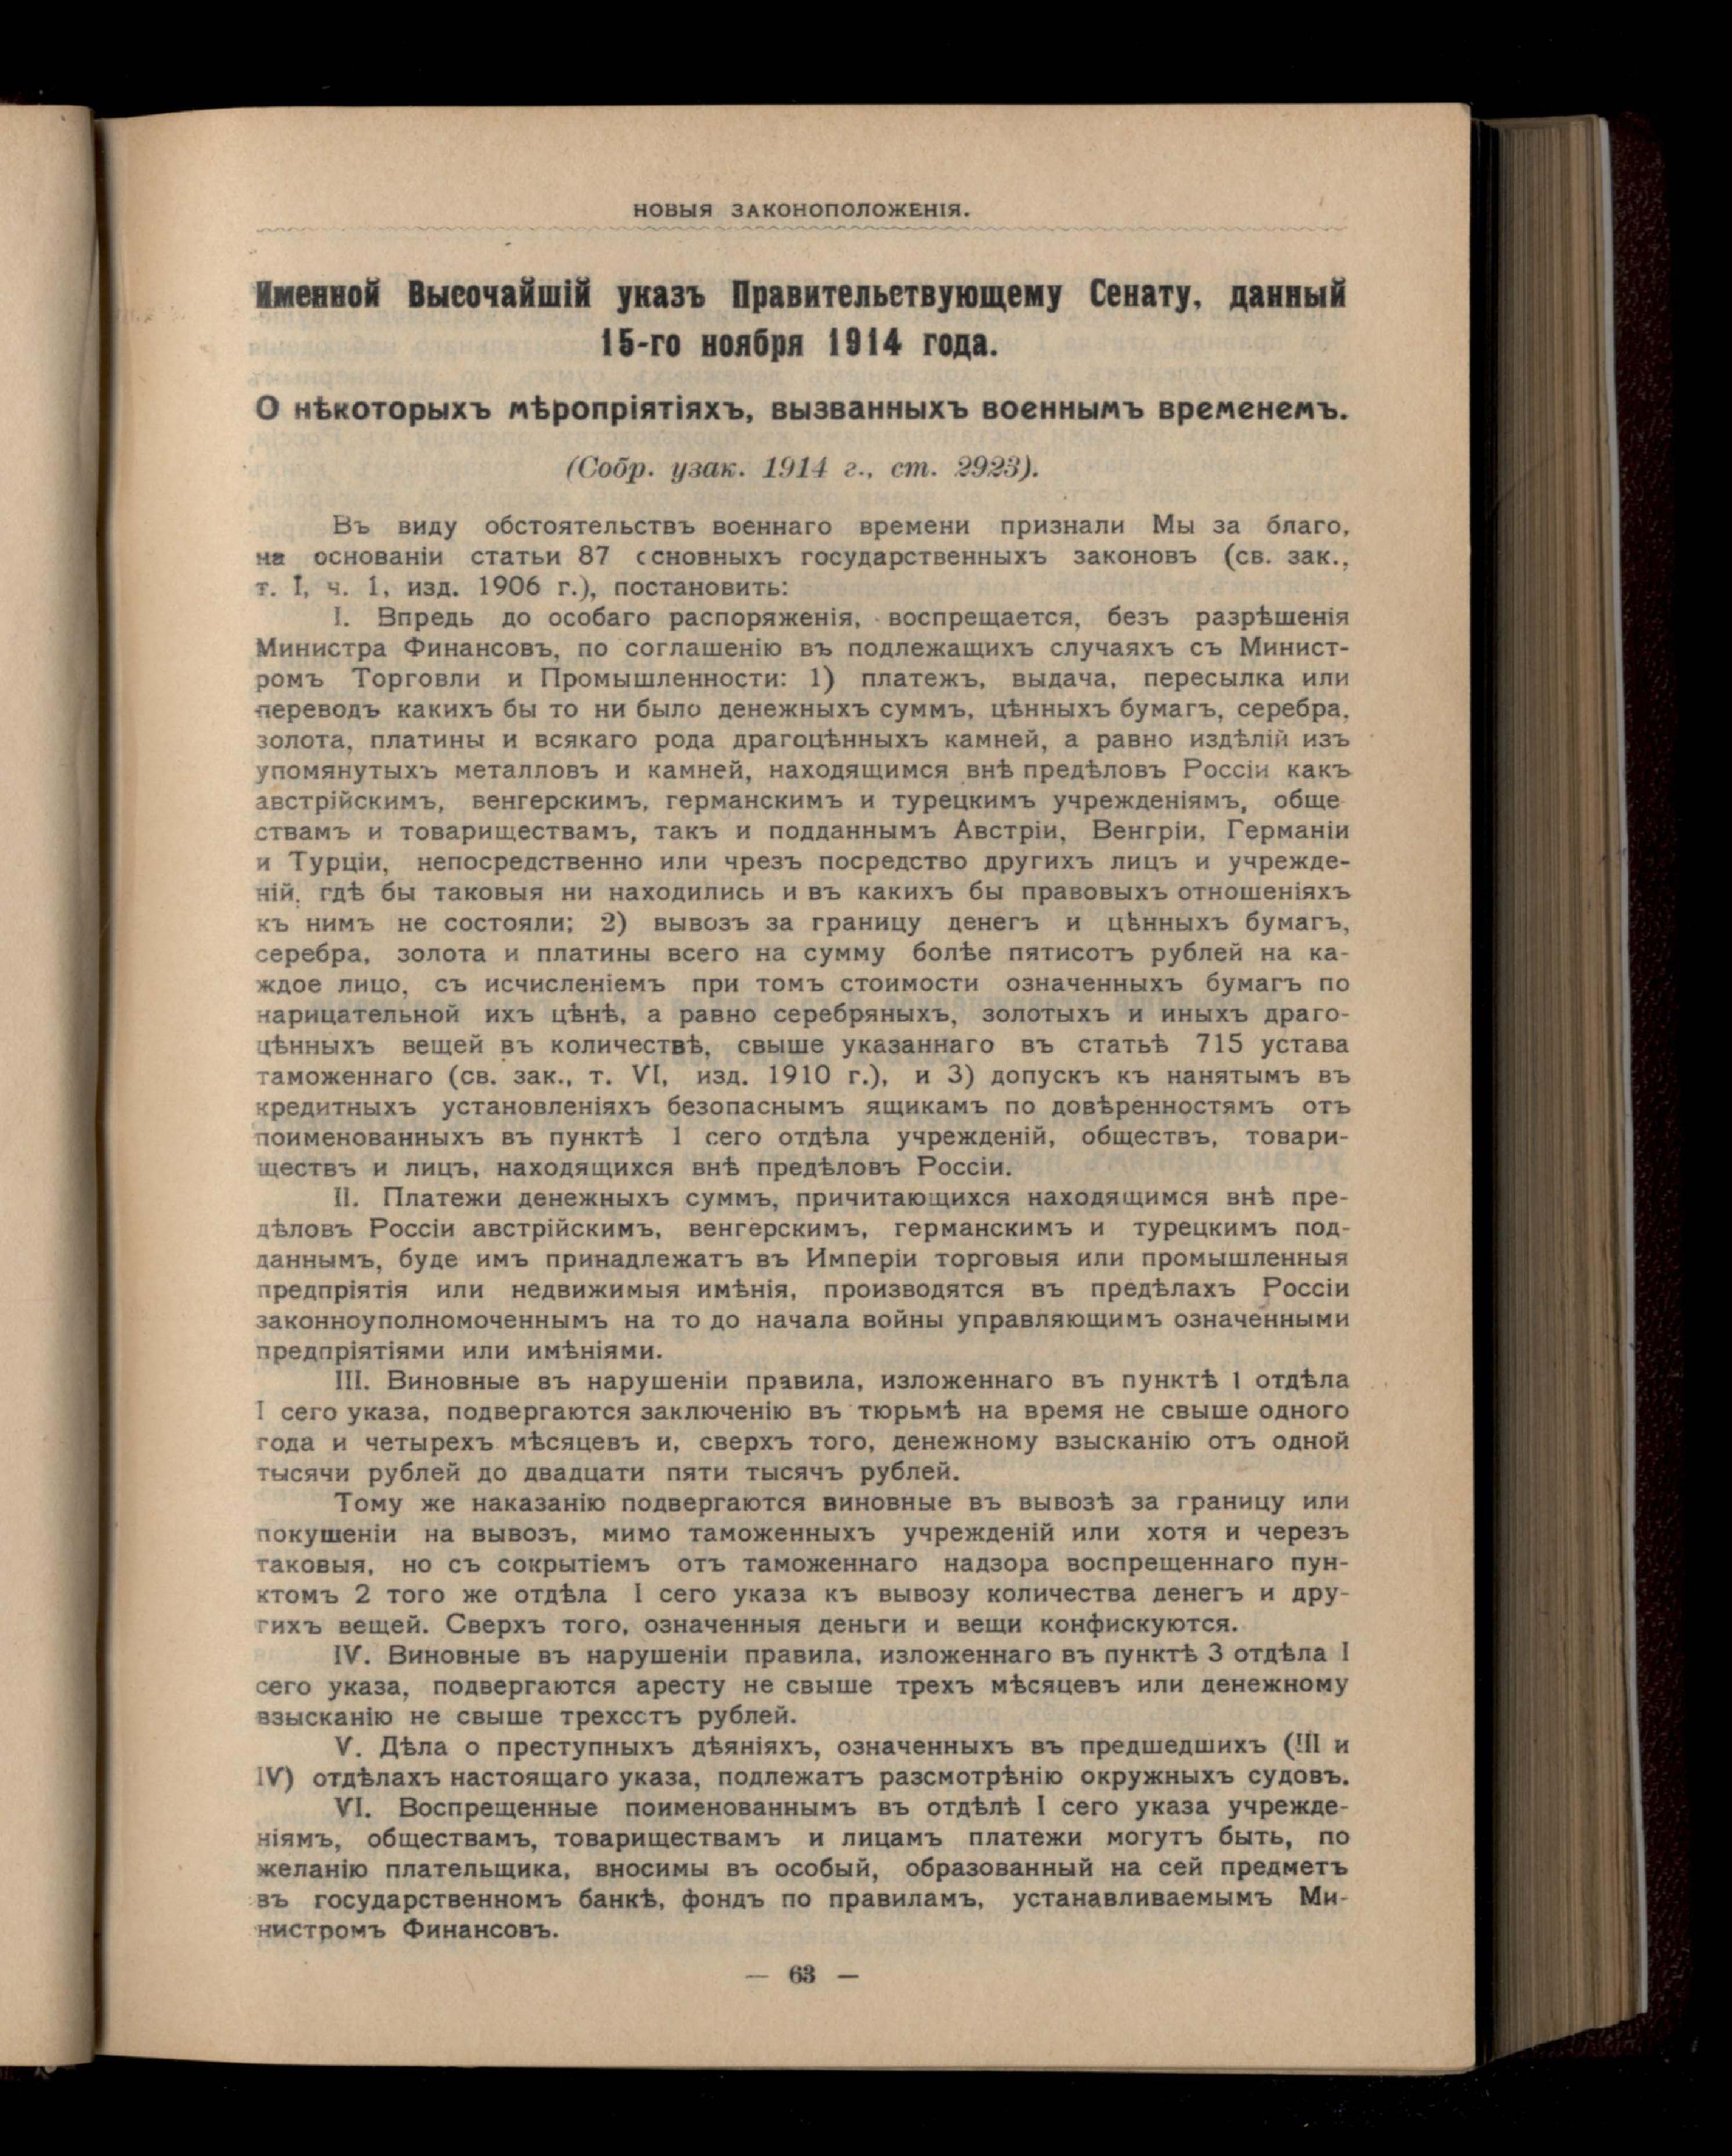 НОВЫЯ ЗАКОНОПОЛОЖЕНІЯ.
Именной Высочайшій указъ Правительствующему Сенату, данный
15-го ноября 1914 года.
О нѣкоторыхъ мѣропріятіяхъ, вызванныхъ военнымъ временемъ.
(Собр. узак. 1914 г., ст. 2923).
Въ виду обстоятельствъ военнаго времени признали Мы за благо,
на основаніи статьи 87 основныхъ государственныхъ законовъ (св. зак.,
т. I, ч. 1, изд. 1906 г.), постановить:
I. Впредь до особаго распоряженія, воспрещается, безъ разрѣшенія
Министра Финансовъ, по соглашенію въ подлежащихъ случаяхъ съ Минист-
ромъ Торговли и Промышленности: 1) платежъ, выдача, пересылка или
переводъ какихъ бы то ни было денежныхъ суммъ, цѣнныхъ бумагъ, серебра,
золота, платины и всякаго рода драгоцѣнныхъ камней, а равно издѣлій изъ
упомянутыхъ металловъ и камней, находящимся внѣ предѣловъ Россіи какъ
австрійскимъ, венгерскимъ, германскимъ и турецкимъ учрежденіямъ, обще
ствамъ и товариществамъ, такъ и подданнымъ Австріи, Венгріи, Германіи
и Турціи, непосредственно или чрезъ посредство другихъ лицъ и учрежде-
ній, гдѣ бы таковыя ни находились и въ какихъ бы правовыхъ отношеніяхъ
къ нимъ не состояли; 2) вывозъ за границу денегъ и цѣнныхъ бумагъ,
серебра, золота и платины всего на сумму болѣе пятисотъ рублей на ка-
ждое лицо, съ исчисленіемъ при томъ стоимости означенныхъ бумагъ по
нарицательной ихъ цѣнѣ, а равно серебряныхъ, золотыхъ и иныхъ драго-
цѣнныхъ вещей въ количествѣ, свыше указаннаго въ статьѣ 715 устава
таможеннаго (св. зак., т. VI, изд. 1910 г.), и 3) допускъ къ нанятымъ въ
кредитныхъ установленіяхъ безопаснымъ ящикамъ по довѣренностямъ отъ
поименованныхъ въ пунктѣ 1 сего отдѣла учрежденій, обществъ, товари-
ществъ и лицъ, находящихся внѣ предѣловъ Россіи.
II. Платежи денежныхъ суммъ, причитающихся находящимся внѣ пре-
дѣловъ Россіи австрійскимъ, венгерскимъ, германскимъ и турецкимъ под-
даннымъ, буде имъ принадлежатъ въ Имперіи торговыя или промышленныя
предпріятія или недвижимыя имѣнія, производятся въ предѣлахъ Россіи
законноуполномоченнымъ на то до начала войны управляющимъ означенными
предпріятіями или имѣніями.
III. Виновные въ нарушеніи правила, изложеннаго въ пунктѣ 1 отдѣла
I сего указа, подвергаются заключенію въ тюрьмѣ на время не свыше одного
года и четырехъ мѣсяцевъ и, сверхъ того, денежному взысканію отъ одной
тысячи рублей до двадцати пяти тысячъ рублей.
Тому же наказанію подвергаются виновные въ вывозѣ за границу или
покушеніи на вывозъ, мимо таможенныхъ учрежденій или хотя и черезъ
таковыя, но съ сокрытіемъ отъ таможеннаго надзора воспрещеннаго пун-
ктомъ 2 того же отдѣла I сего указа къ вывозу количества денегъ и дру-
гихъ вещей. Сверхъ того, означенныя деньги и вещи конфискуются.
IV. Виновные въ нарушеніи правила, изложеннаго въ пунктѣ 3 отдѣла I
сего указа, подвергаются аресту не свыше трехъ мѣсяцевъ или денежному
взысканію не свыше трехсотъ рублей.
V. Дѣла о преступныхъ дѣяніяхъ, означенныхъ въ предшедшихъ (III и
IV) отдѣлахъ настоящаго указа, подлежатъ разсмотрѣнію окружныхъ судовъ.
VI. Воспрещенные поименованнымъ въ отдѣлѣ I сего указа учрежде-
ніямъ, обществамъ, товариществамъ и лицамъ платежи могутъ быть, по
желанію плательщика, вносимы въ особый, образованный на сей предметъ
въ государственномъ банкѣ, фондъ по правиламъ, устанавливаемымъ Ми-
нистромъ Финансовъ.
— 63 —